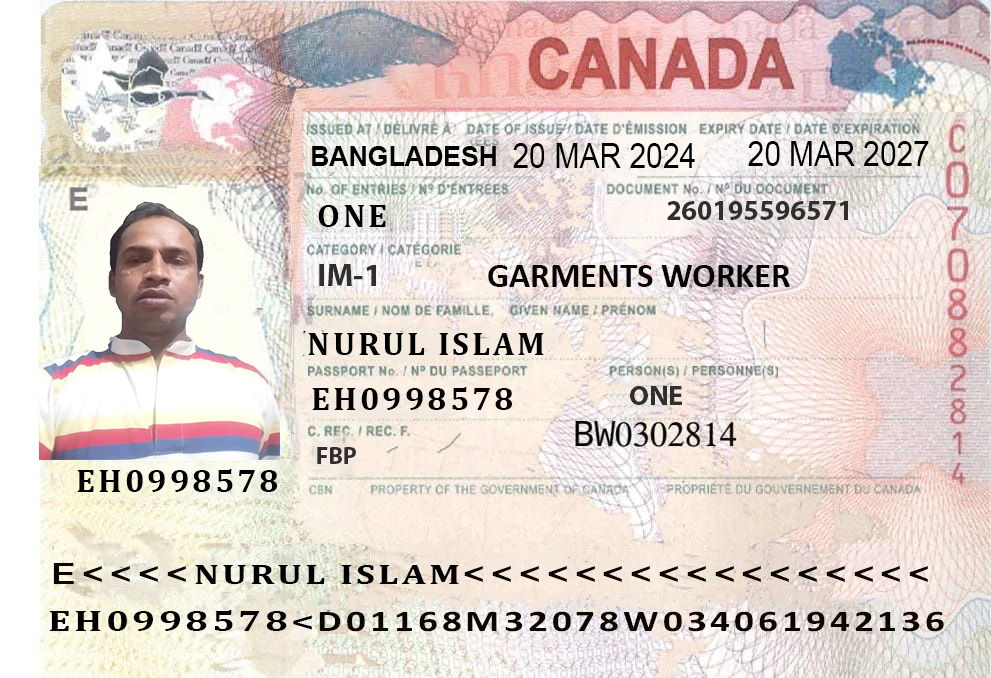 CANADA
ISSUED AT / DÉLIVRÉ À DATE OF ISSUE / DATE D'ÉMISSION EXPIRY DATE / DATE D'EXPIRATION
BANGLADESH 20 MAR 2024 20 MAR 2027
No. OF ENTRIES / Nº D'ENTRÉES DOCUMENT No. / Nº DU DOCUMENT
E
ONE 260195596571
CATEGORY / CATÉGORIE
IM-1 GARMENTS WORKER
SURNAME / NOM DE FAMILLE, GIVEN NAME / PRÉNOM
NURUL ISLAM
PASSPORT No. / Nº DU PASSEPORT PERSON(S) / PERSONNE(S)
EH0998578 ONE
C. REC. / REC. F. BW0302814
FBP
EH0998578
CBN PROPERTY OF THE GOVERNMENT OF CANADA PROPRIÉTÉ DU GOUVERNEMENT DU CANADA
C070882814
E<<<<NURUL ISLAM<<<<<<<<<<<<<<<<<
EH0998578<D01168M32078W034061942136